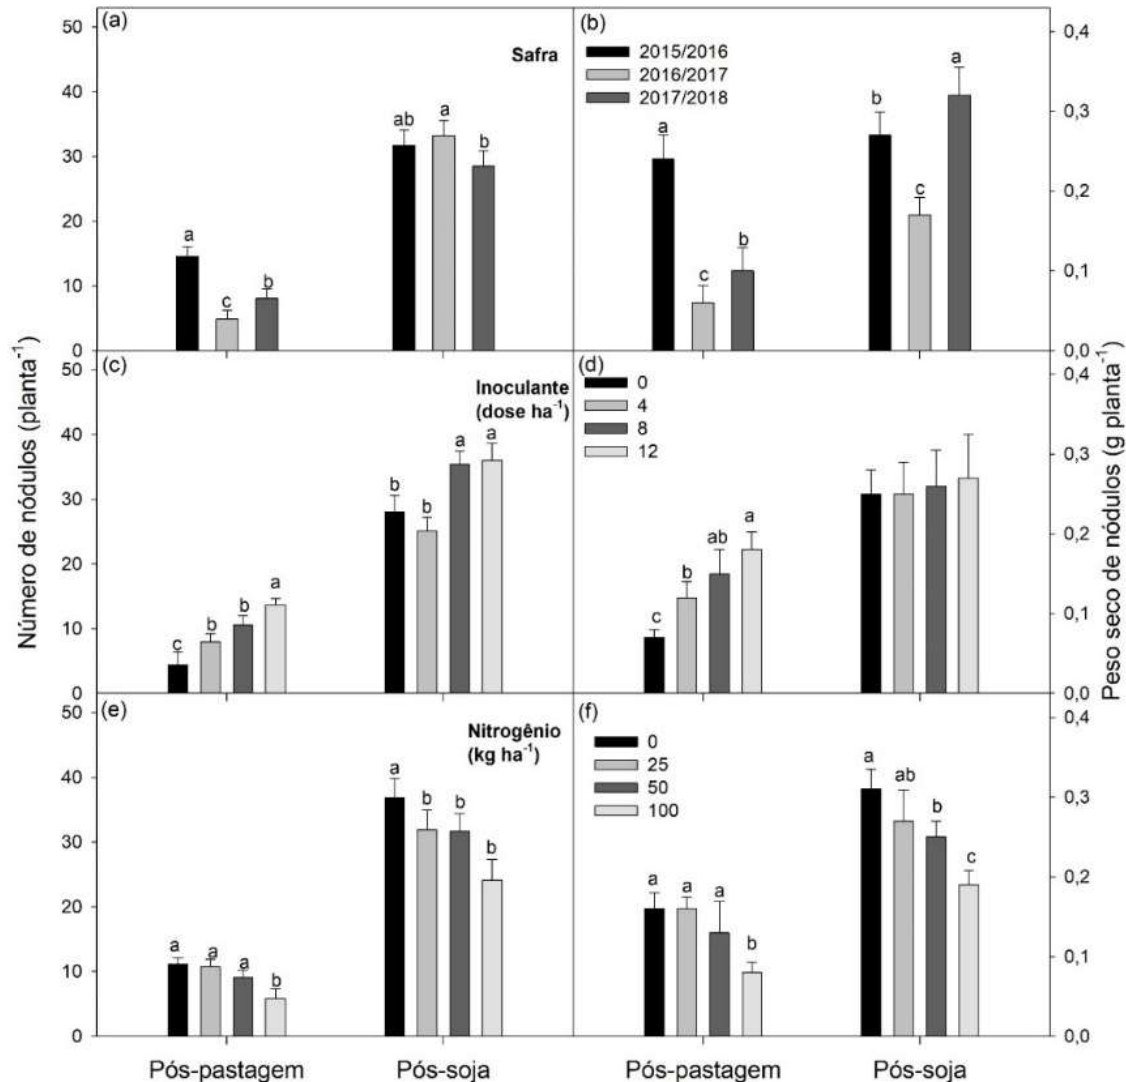 (a)
Safra
50
40
30
20
10
0
a
c
b
ab
a
b
(b)
2015/2016
2016/2017
2017/2018
a
c
b
b
c
a
0,4
0,3
0,2
0,1
0,0
(c)
Inoculante
(dose ha⁻¹)
50
40
30
20
10
0
c
b
b
a
b
b
a
a
(d)
0
4
8
12
c
b
ab
a
0,4
0,3
0,2
0,1
0,0
(e)
Nitrogênio
(kg ha⁻¹)
50
40
30
20
10
0
a
a
a
b
a
b
b
b
(f)
0
25
50
100
a
a
a
b
a
ab
b
c
0,4
0,3
0,2
0,1
0,0
Número de nódulos (planta⁻¹)
Peso seco de nódulos (g planta⁻¹)
Pós-pastagem
Pós-soja
Pós-pastagem
Pós-soja